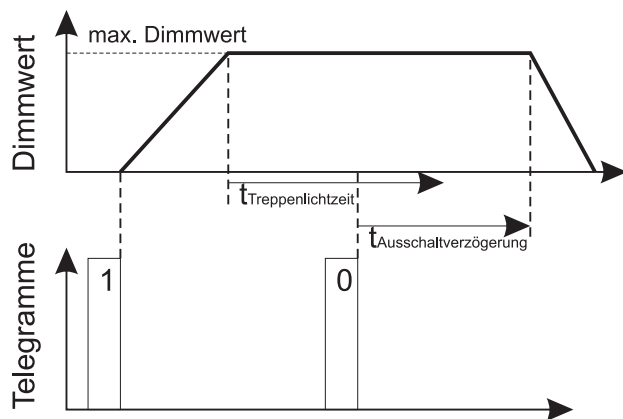 max. Dimmwert
Dimmwert
tTreppenlichtzeit
tAusschaltverzögerung
Telegramme
1
0